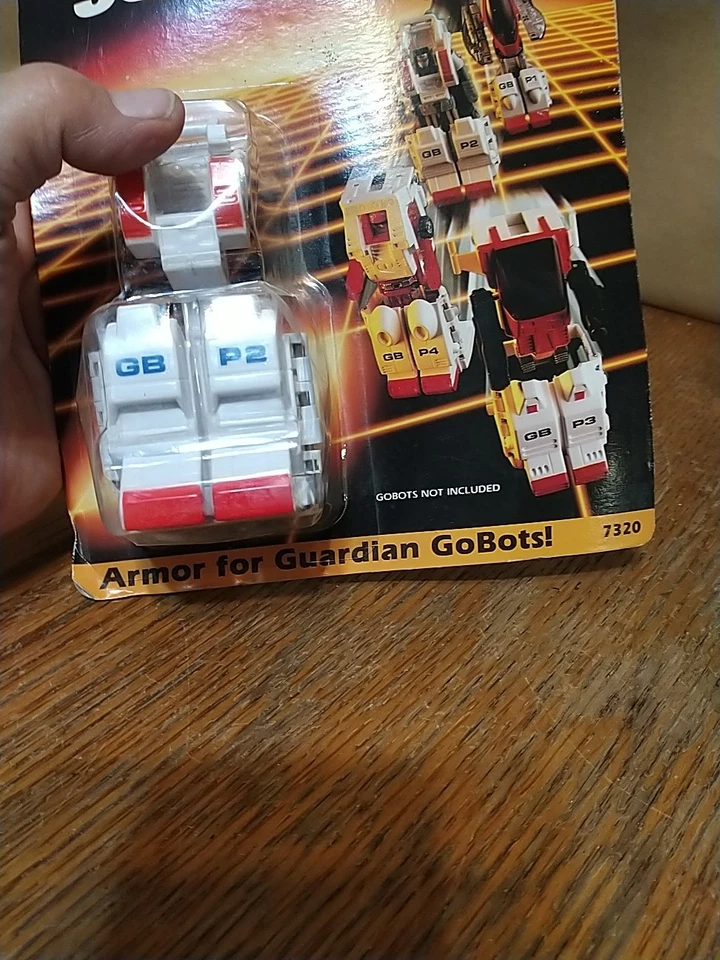 GB P1
GB P2
GB P2
GB P4
GB P3
GOBOTS NOT INCLUDED
Armor for Guardian GoBots!
7320